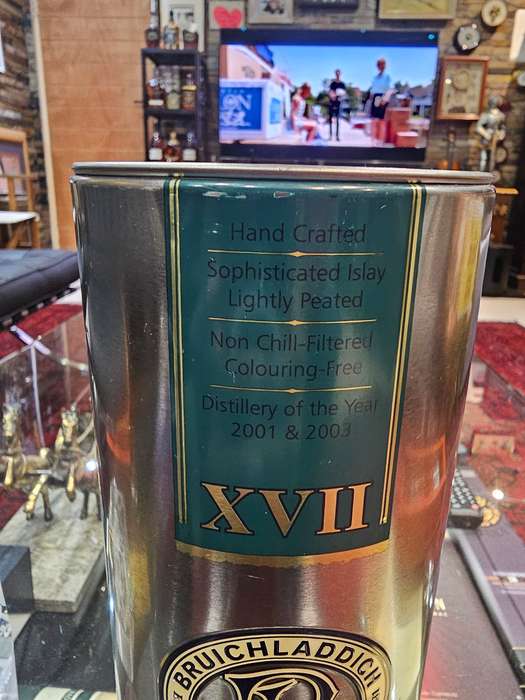 Hand Crafted
Sophisticated Islay
Lightly Peated
Non Chill-Filtered
Colouring-Free
Distillery of the Year
2001 & 2003
XVII
BRUICHLADDICH